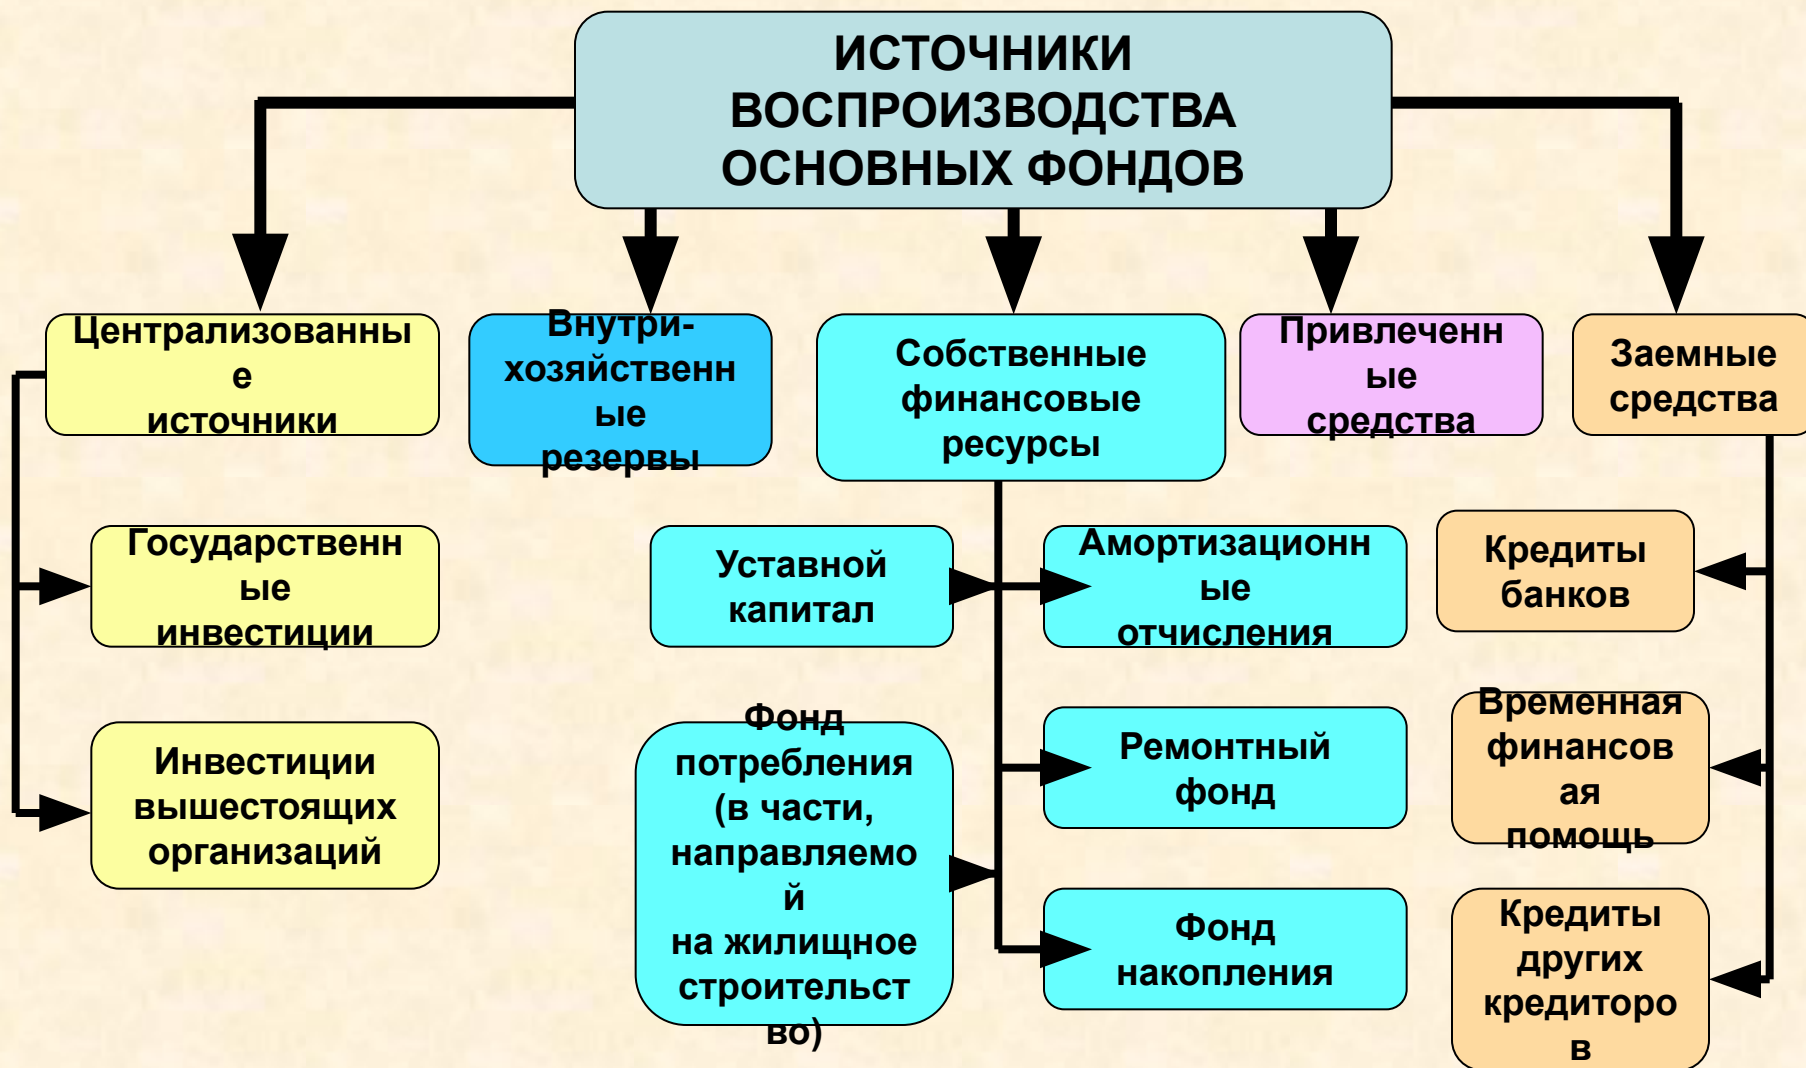 ИСТОЧНИКИ
ВОСПРОИЗВОДСТВА
ОСНОВНЫХ ФОНДОВ
Централизованны
е
источники
Внутри-
хозяйственн
ые
резервы
Собственные
финансовые
ресурсы
Привлеченн
ые
средства
Заемные
средства
Государственн
ые
инвестиции
Инвестиции
вышестоящих
организаций
Уставной
капитал
Фонд
потребления
(в части,
направляемо
й
на жилищное
строительст
во)
Амортизационн
ые
отчисления
Ремонтный
фонд
Фонд
накопления
Кредиты
банков
Временная
финансов
ая
помощь
Кредиты
других
кредиторо
в